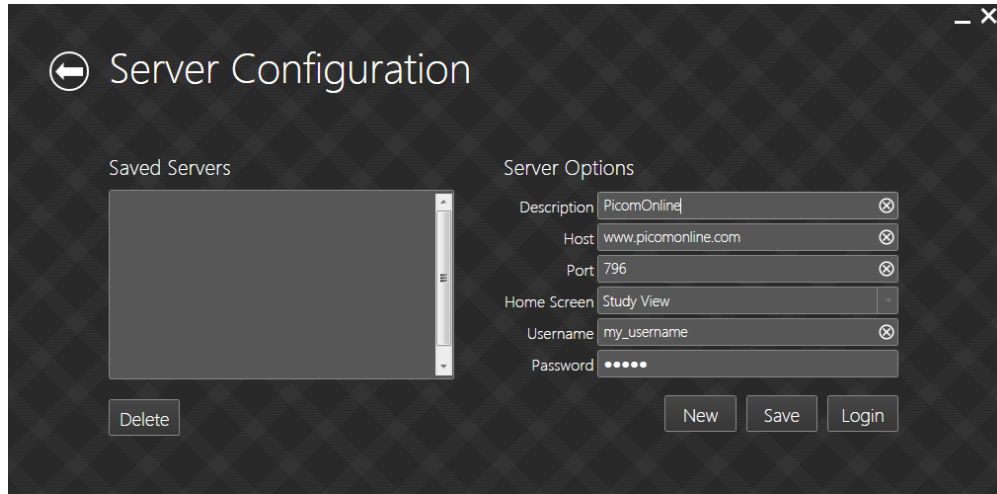 Server Configuration
Saved Servers
Delete
Server Options
Description PicomOnline
Host www.picomonline.com
Port 796
Home Screen Study View
Username my_username
Password •••••
New Save Login